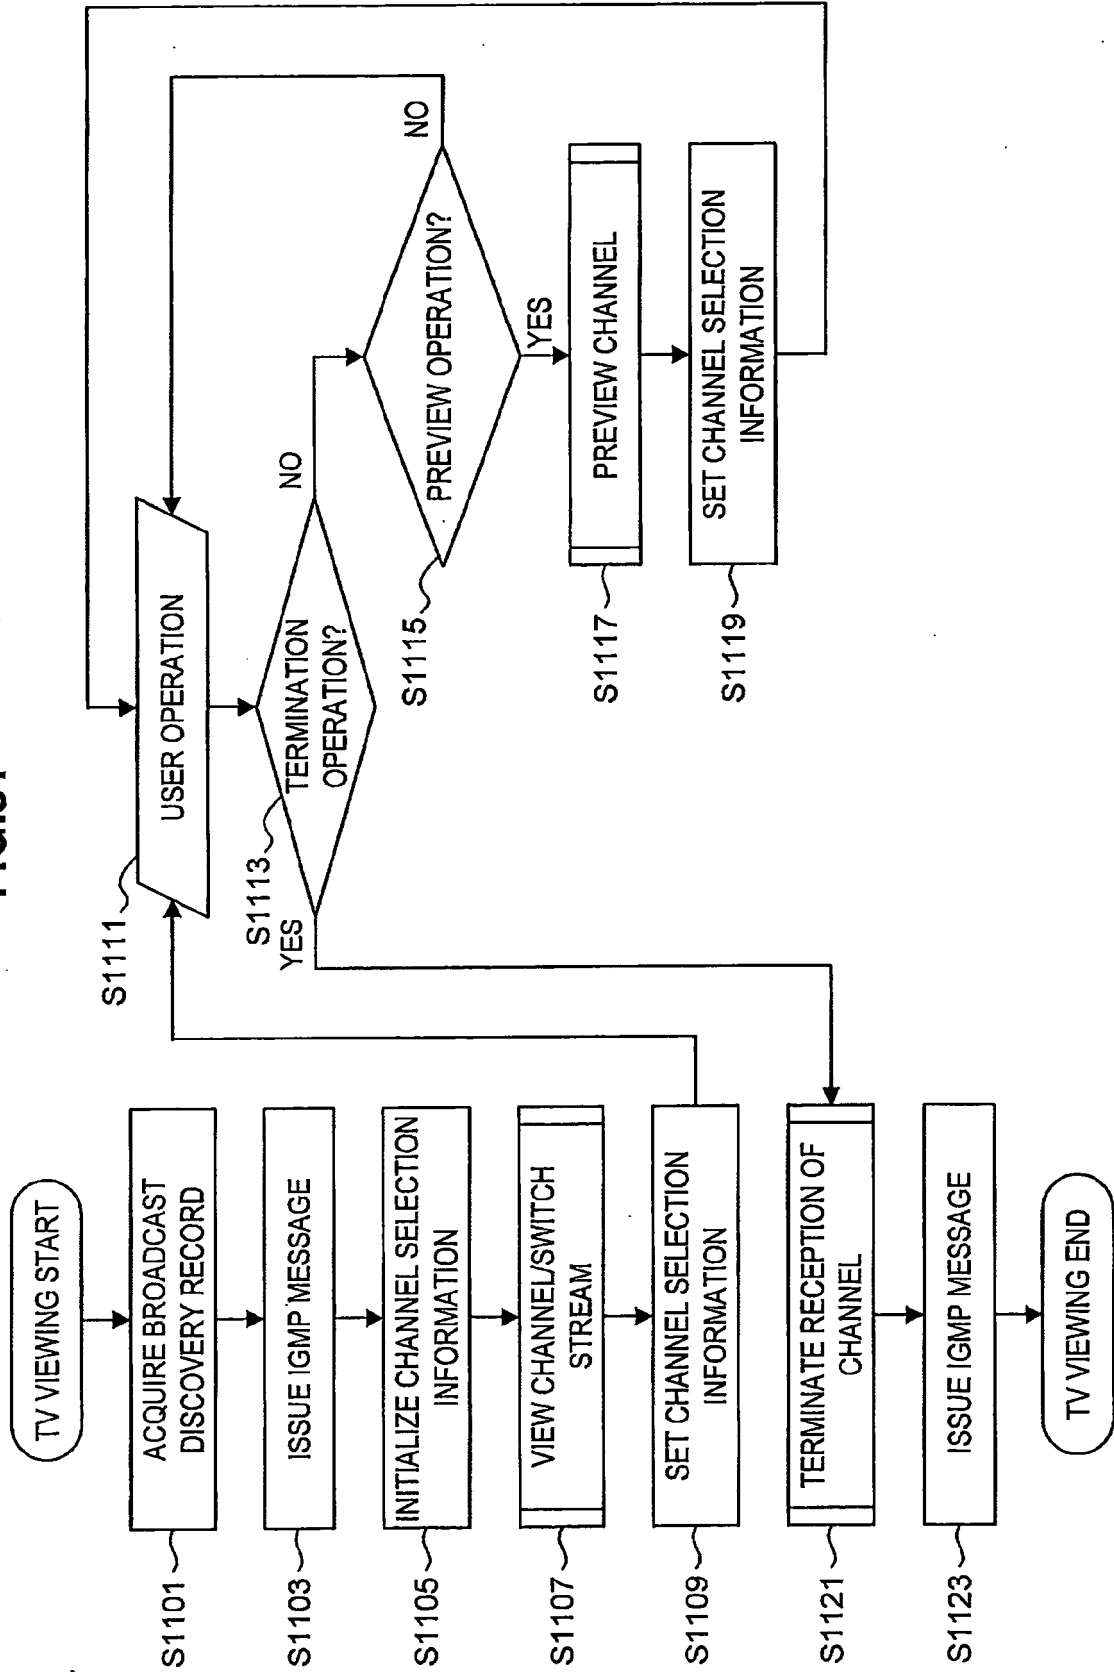 TV VIEWING START
ACQUIRE BROADCAST
DISCOVERY RECORD
S1101
ISSUE IGMP MESSAGE
S1103
INITIALIZE CHANNEL SELECTION
INFORMATION
S1105
VIEW CHANNEL/SWITCH
STREAM
S1107
SET CHANNEL SELECTION
INFORMATION
S1109
USER OPERATION
S1111
TERMINATION
OPERATION?
S1113
YES
NO
PREVIEW OPERATION?
S1115
NO
YES
PREVIEW CHANNEL
S1117
SET CHANNEL SELECTION
INFORMATION
S1119
TERMINATE RECEPTION OF
CHANNEL
S1121
ISSUE IGMP MESSAGE
S1123
TV VIEWING END